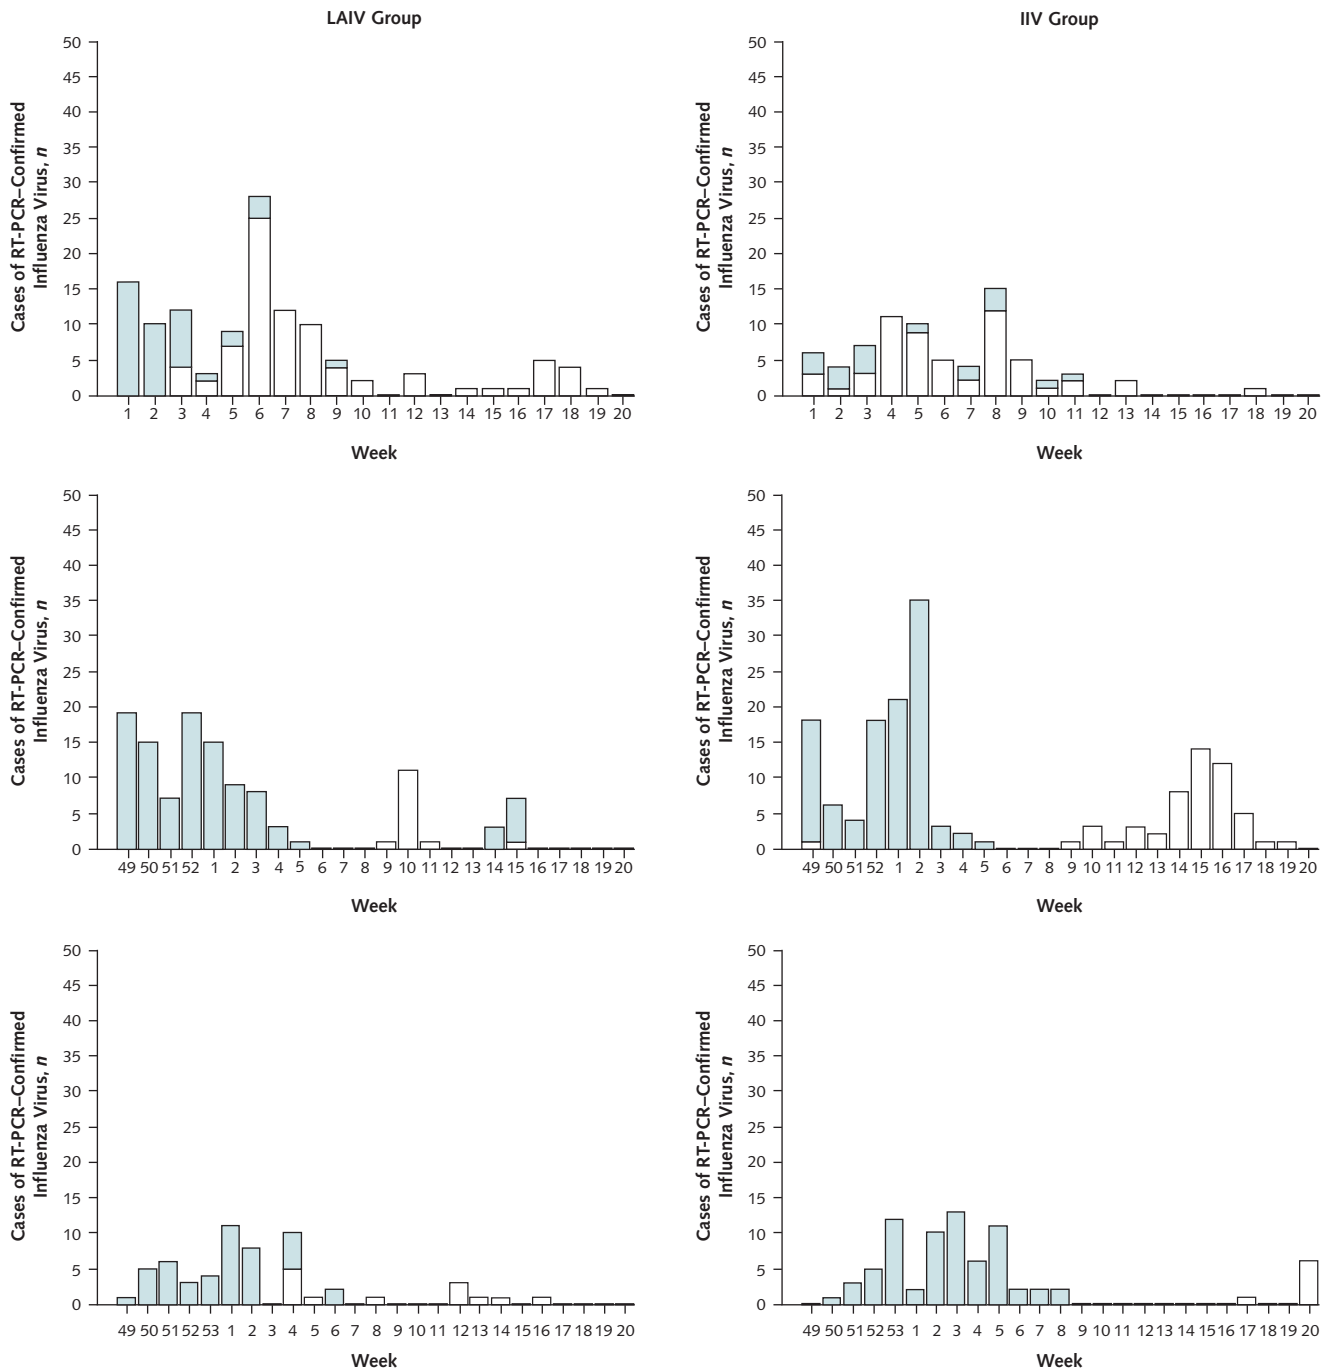 LAIV Group
Cases of RT-PCR–Confirmed
Influenza Virus, n
50
45
40
35
30
25
20
15
10
5
0
1 2 3 4 5 6 7 8 9 10 11 12 13 14 15 16 17 18 19 20
Week
IIV Group
Cases of RT-PCR–Confirmed
Influenza Virus, n
50
45
40
35
30
25
20
15
10
5
0
1 2 3 4 5 6 7 8 9 10 11 12 13 14 15 16 17 18 19 20
Week
Cases of RT-PCR–Confirmed
Influenza Virus, n
50
45
40
35
30
25
20
15
10
5
0
49 50 51 52 1 2 3 4 5 6 7 8 9 10 11 12 13 14 15 16 17 18 19 20
Week
Cases of RT-PCR–Confirmed
Influenza Virus, n
50
45
40
35
30
25
20
15
10
5
0
49 50 51 52 1 2 3 4 5 6 7 8 9 10 11 12 13 14 15 16 17 18 19 20
Week
Cases of RT-PCR–Confirmed
Influenza Virus, n
50
45
40
35
30
25
20
15
10
5
0
49 50 51 52 53 1 2 3 4 5 6 7 8 9 10 11 12 13 14 15 16 17 18 19 20
Week
Cases of RT-PCR–Confirmed
Influenza Virus, n
50
45
40
35
30
25
20
15
10
5
0
49 50 51 52 53 1 2 3 4 5 6 7 8 9 10 11 12 13 14 15 16 17 18 19 20
Week